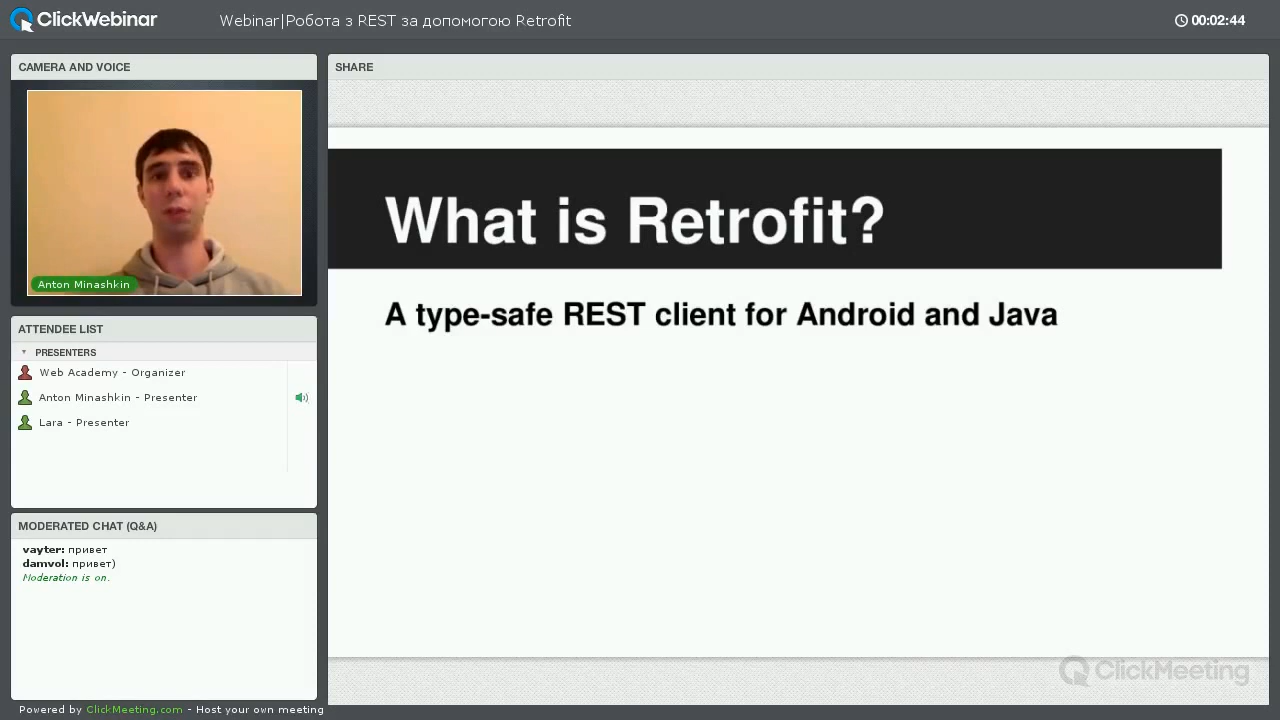 ClickWebinar
Webinar|Робота з REST за допомогою Retrofit
00:02:44
CAMERA AND VOICE
Anton Minashkin
ATTENDEE LIST
PRESENTERS
Web Academy - Organizer
Anton Minashkin - Presenter
Lara - Presenter
MODERATED CHAT (Q&A)
vayter: привет
damvol: привет)
Moderation is on.
Powered by ClickMeeting.com - Host your own meeting
SHARE
What is Retrofit?
A type-safe REST client for Android and Java
ClickMeeting